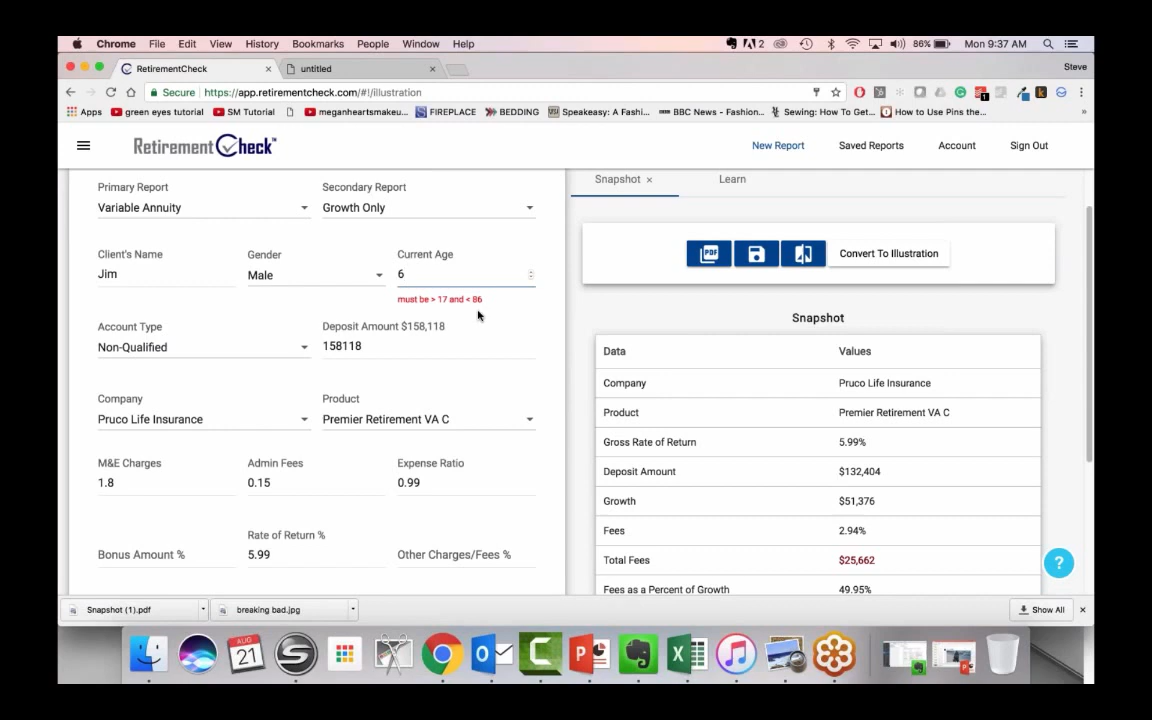 Chrome File Edit View History Bookmarks People Window Help
2 86% Mon 9:37 AM
RetirementCheck × untitled × Steve
Secure https://app.retirementcheck.com/#!/illustration
Apps green eyes tutorial SM Tutorial meganheartsmakeu... FIREPLACE BEDDING Speakeasy: A Fashi... BBC News - Fashion... Sewing: How To Get... How to Use Pins the... »
RetirementCheck™ New Report Saved Reports Account Sign Out
Primary Report Secondary Report
Variable Annuity Growth Only
Client's Name Gender Current Age
Jim Male 6
must be > 17 and < 86
Account Type Deposit Amount $158,118
Non-Qualified 158118
Company Product
Pruco Life Insurance Premier Retirement VA C
M&E Charges Admin Fees Expense Ratio
1.8 0.15 0.99
Rate of Return %
Bonus Amount % 5.99 Other Charges/Fees %
Snapshot × Learn
PDF Convert To Illustration
Snapshot
Data Values
Company Pruco Life Insurance
Product Premier Retirement VA C
Gross Rate of Return 5.99%
Deposit Amount $132,404
Growth $51,376
Fees 2.94%
Total Fees $25,662
Fees as a Percent of Growth 49.95%
?
Snapshot (1).pdf breaking bad.jpg Show All ×
AUG
21